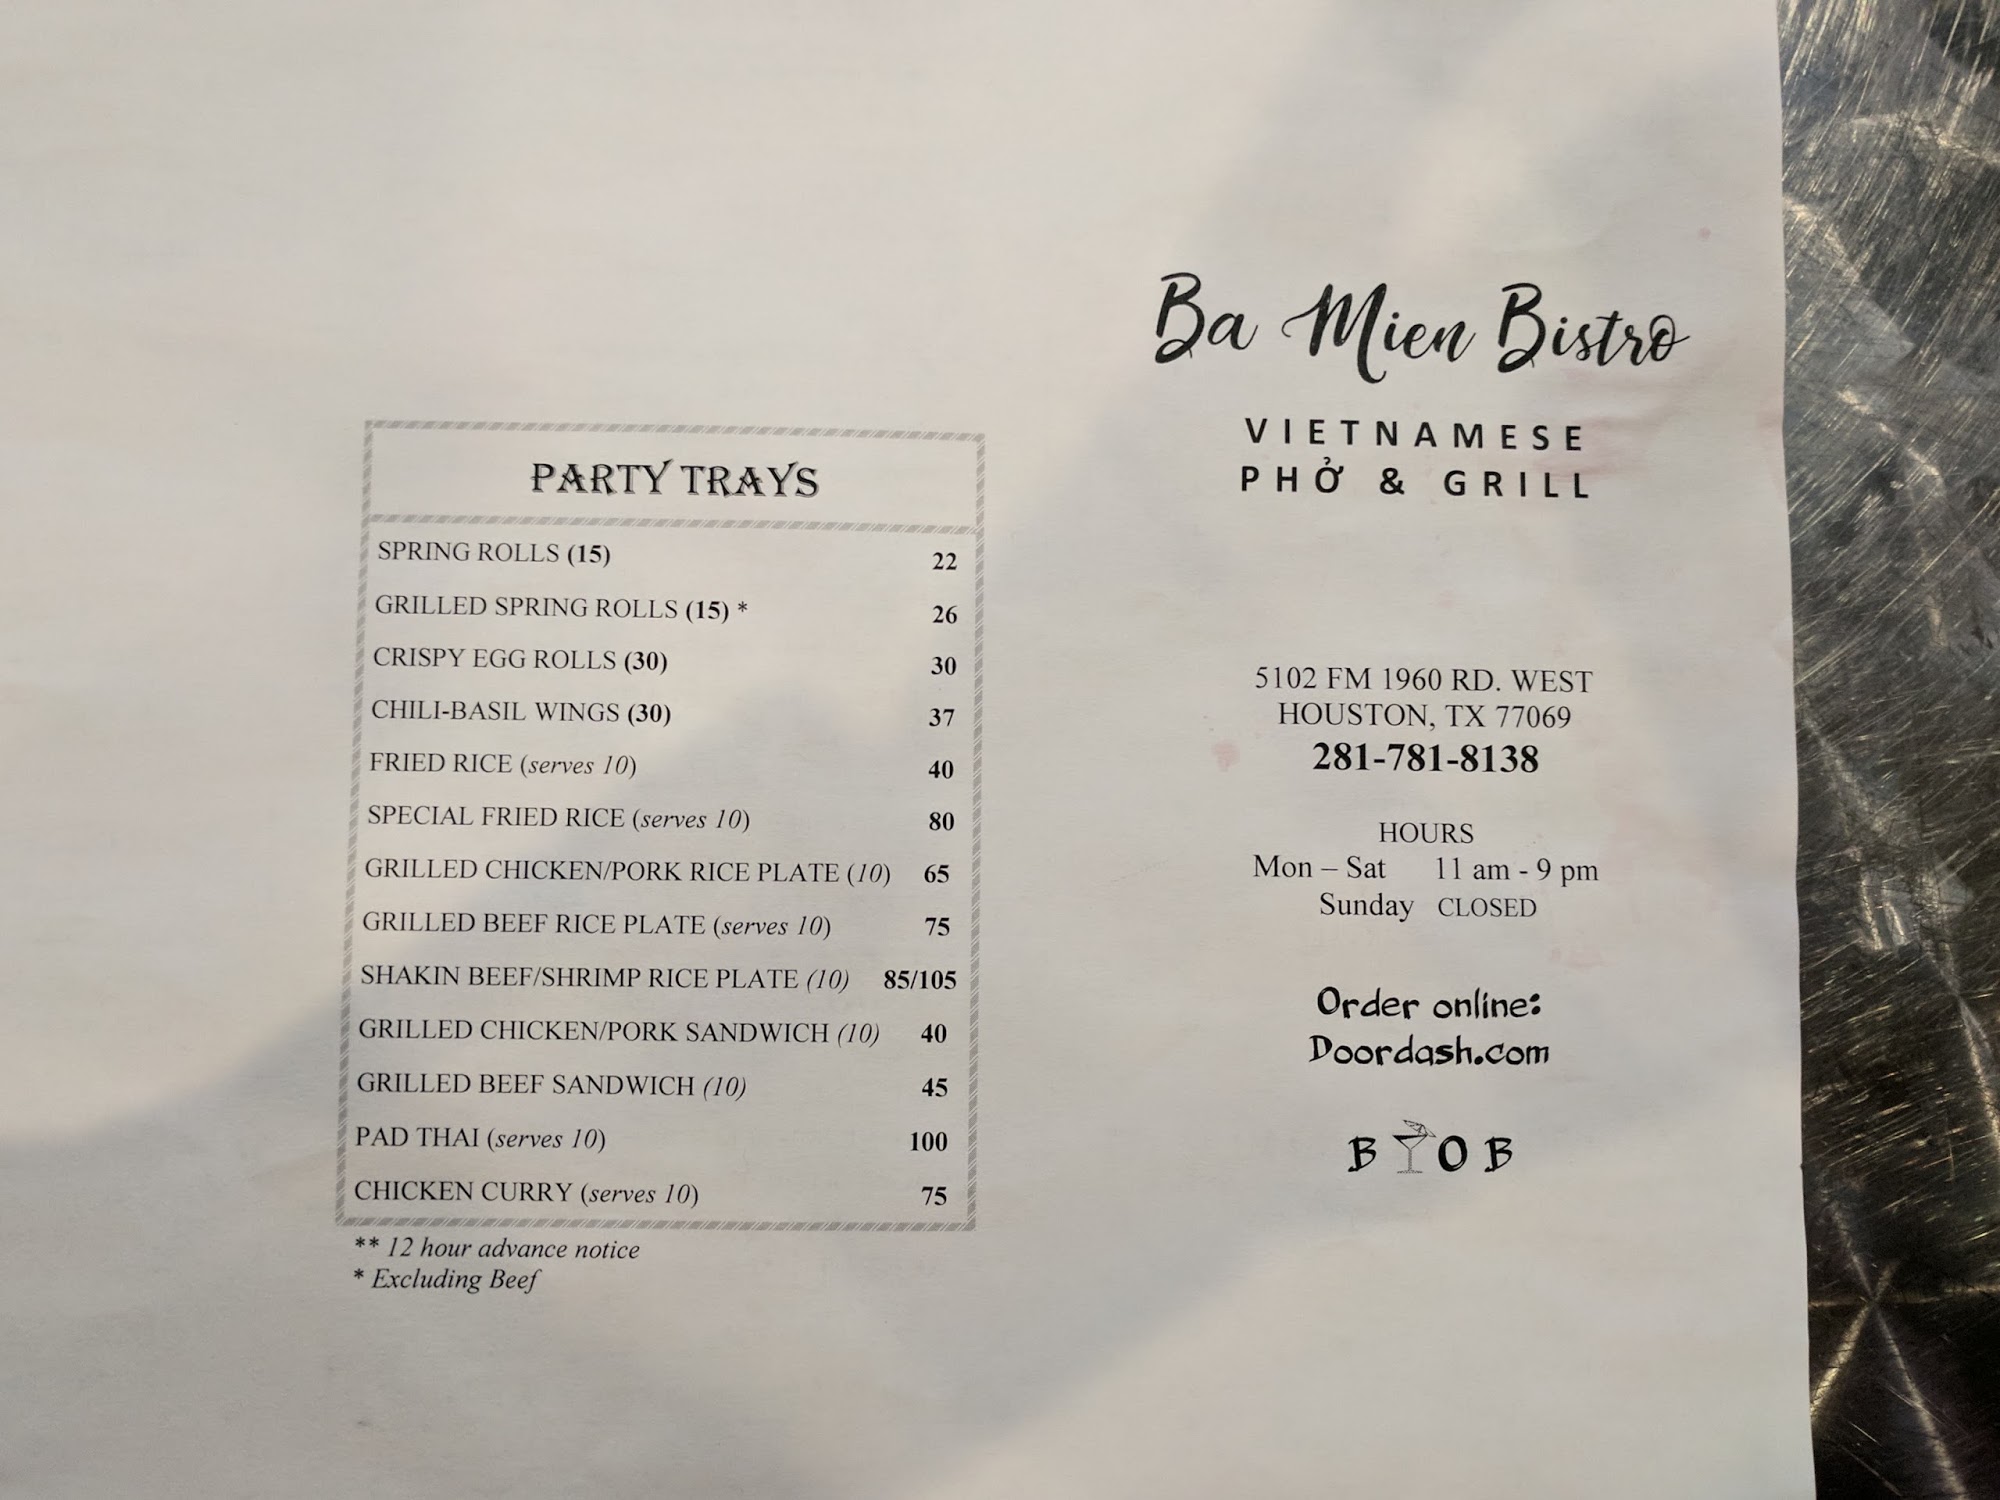 PARTY TRAYS
SPRING ROLLS (15) 22
GRILLED SPRING ROLLS (15) * 26
CRISPY EGG ROLLS (30) 30
CHILI-BASIL WINGS (30) 37
FRIED RICE (serves 10) 40
SPECIAL FRIED RICE (serves 10) 80
GRILLED CHICKEN/PORK RICE PLATE (10) 65
GRILLED BEEF RICE PLATE (serves 10) 75
SHAKIN BEEF/SHRIMP RICE PLATE (10) 85/105
GRILLED CHICKEN/PORK SANDWICH (10) 40
GRILLED BEEF SANDWICH (10) 45
PAD THAI (serves 10) 100
CHICKEN CURRY (serves 10) 75
** 12 hour advance notice
* Excluding Beef
Ba Mien Bistro
VIETNAMESE
PHỞ & GRILL
5102 FM 1960 RD. WEST
HOUSTON, TX 77069
281-781-8138
HOURS
Mon – Sat 11 am - 9 pm
Sunday CLOSED
Order online:
Doordash.com
BYOB